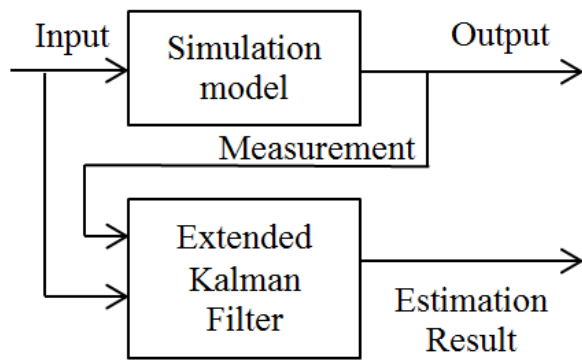 Input
Simulation
model
Output
Measurement
Extended
Kalman
Filter
Estimation
Result